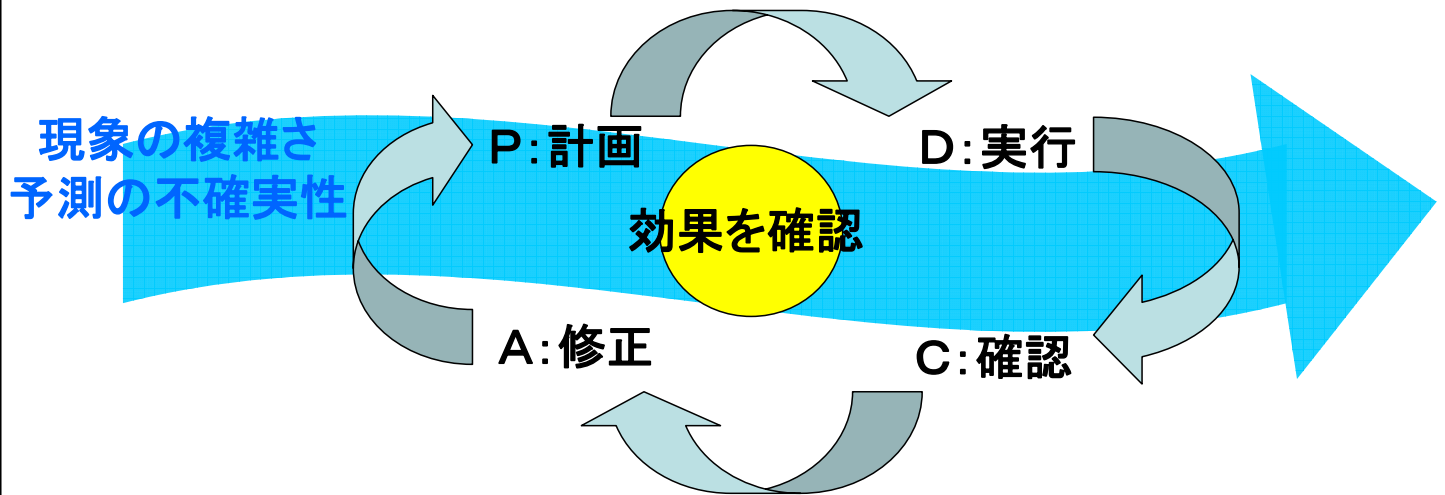 現象の複雑さ
予測の不確実性
P:計画
D:実行
効果を確認
A:修正
C:確認